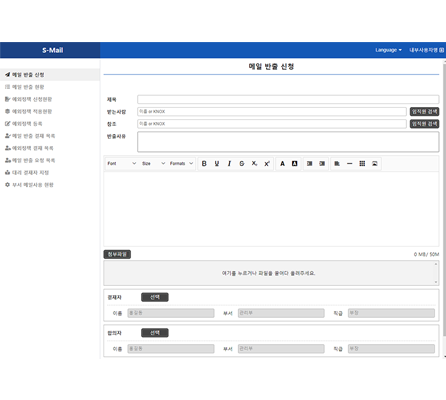 S-Mail
Language
내부사용자명
메일 반출 신청
메일 반출 신청
메일 반출 현황
예외정책 신청현황
예외정책 적용현황
예외정책 등록
메일 반출 결재 목록
예외정책 결재 목록
메일 반출 요청 목록
대리 결재자 지정
부서 메일사용 현황
제목
받는사람 이름 or KNOX 임직원 검색
참조 이름 or KNOX 임직원 검색
반출사유
Font Size Formats B U I S X₂ X² A A
첨부파일 0 MB/ 50M
여기를 누르거나 파일을 끌어다 올려주세요.
결재자 선택
이름 홍길동 부서 관리부 직급 부장
합의자 선택
이름 홍길동 부서 관리부 직급 부장